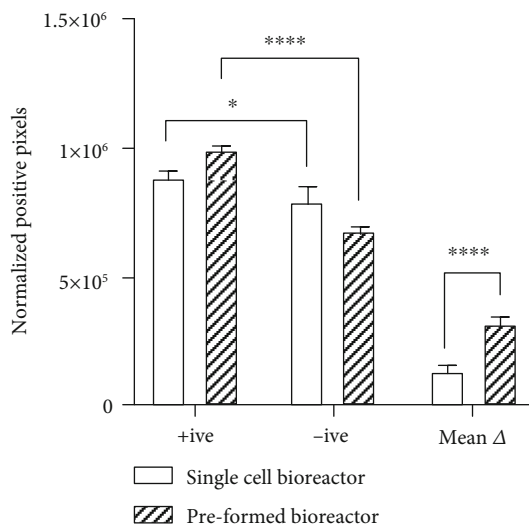 1.5×10⁶
****
*
1×10⁶
Normalized positive pixels
****
5×10⁵
0
+ive
–ive
Mean Δ
Single cell bioreactor
Pre-formed bioreactor